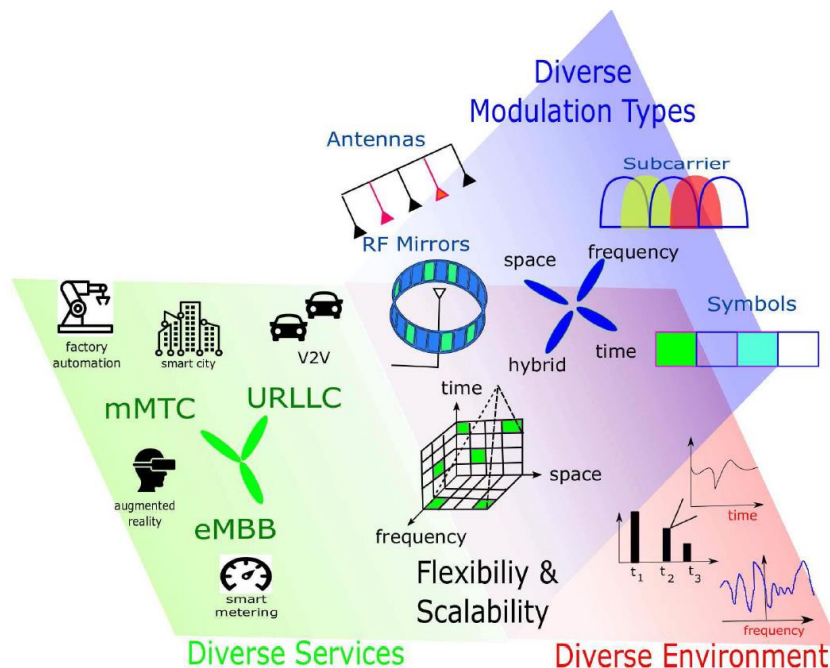 Diverse
Modulation Types
Antennas
Subcarrier
RF Mirrors
space
frequency
Symbols
hybrid
time
factory
automation
smart city
V2V
mMTC
URLLC
augmented
reality
eMBB
smart
metering
time
space
frequency
time
t1 t2 t3
frequency
Flexibiliy &
Scalability
Diverse Services
Diverse Environment